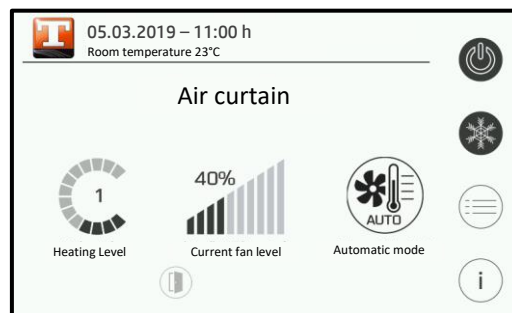 T
05.03.2019 – 11:00 h
Room temperature 23°C
Air curtain
1
40%
AUTO
Heating Level
Current fan level
Automatic mode
i